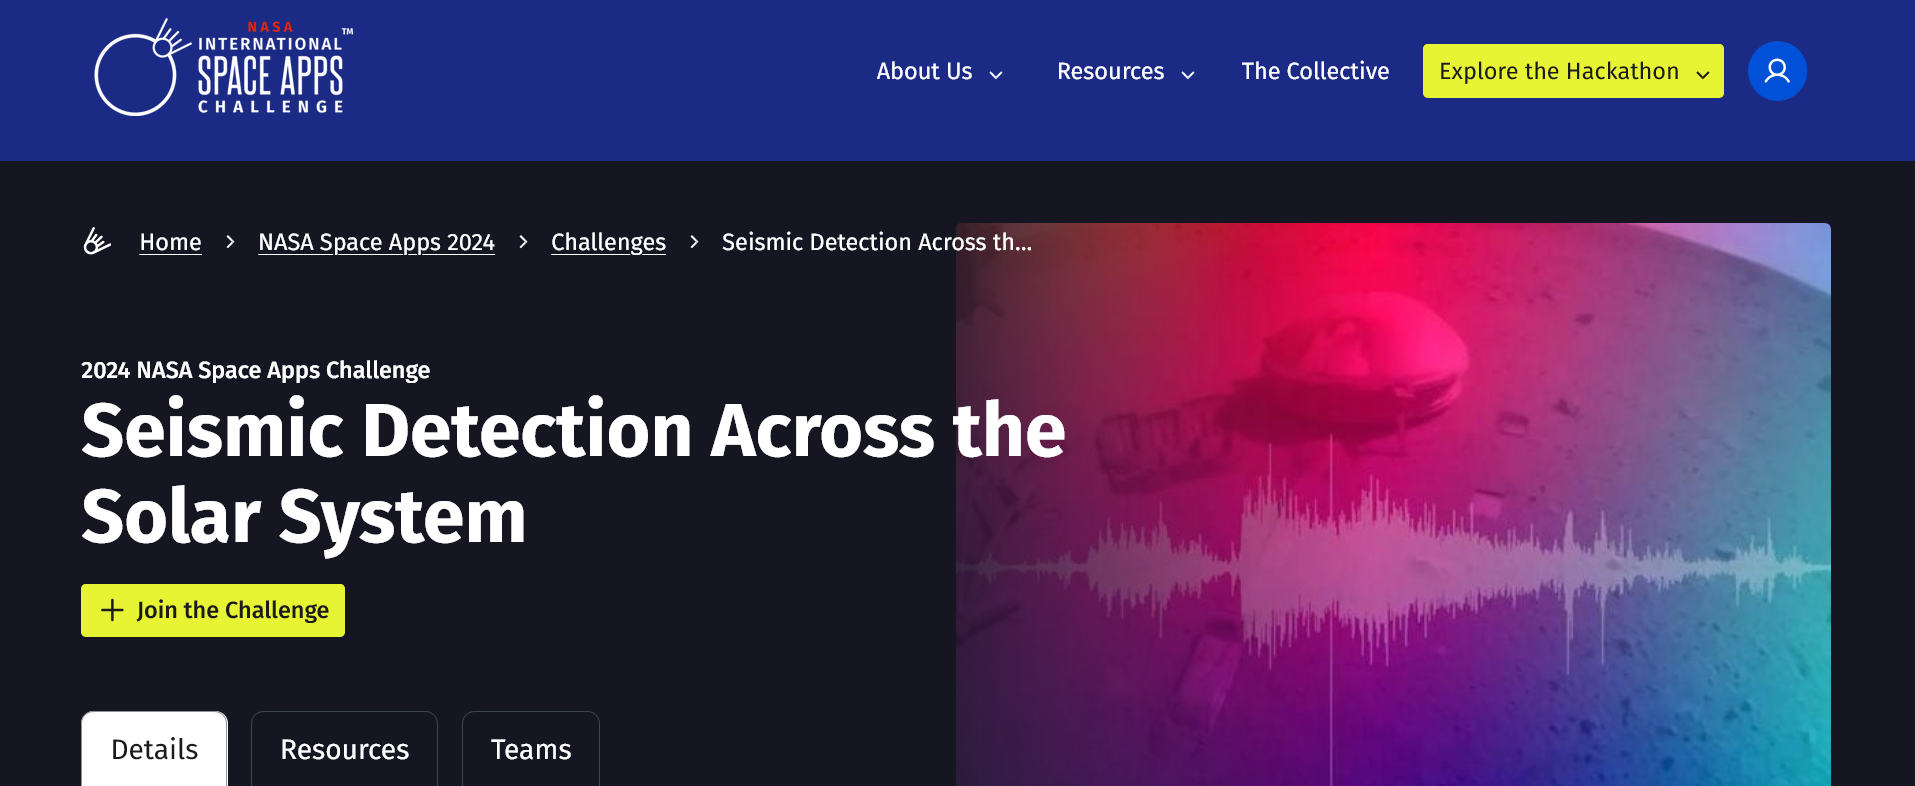 NASA
INTERNATIONAL™
SPACE APPS
CHALLENGE
About Us
Resources
The Collective
Explore the Hackathon
Home
NASA Space Apps 2024
Challenges
Seismic Detection Across th...
2024 NASA Space Apps Challenge
Seismic Detection Across the
Solar System
Join the Challenge
Details
Resources
Teams